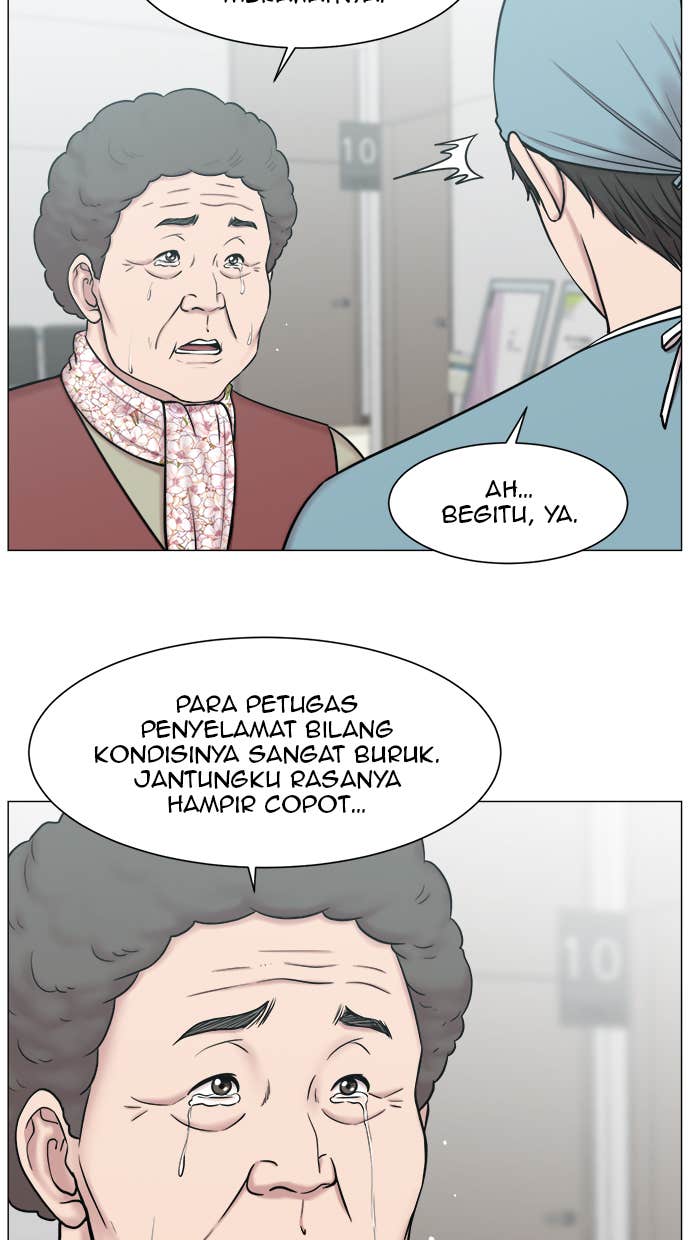 10
AH...
BEGITU, YA.
PARA PETUGAS
PENYELAMAT BILANG
KONDISINYA SANGAT BURUK.
JANTUNGKU RASANYA
HAMPIR COPOT...
10